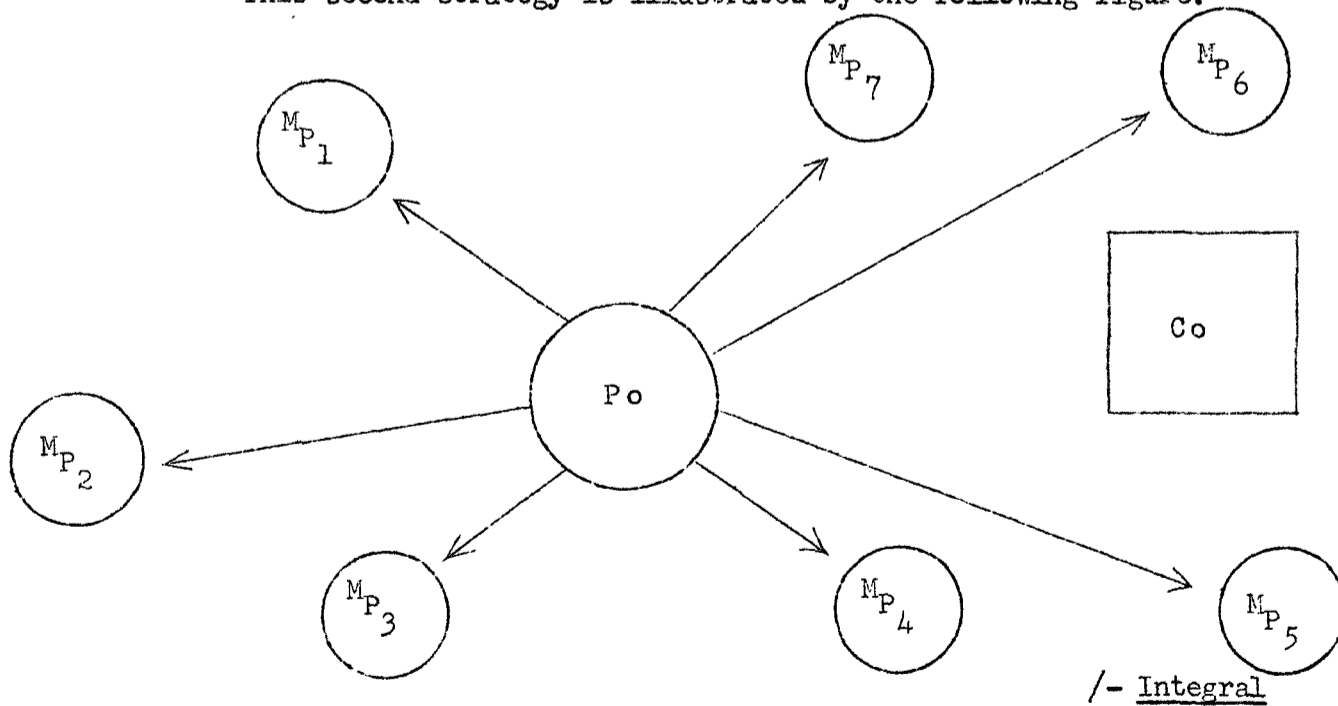 This second strategy is illustrated by the following figure.
M P 7
M P 6
M P 1
Co
Po
M P 2
M P 3
M P 4
M P 5
/- Integral